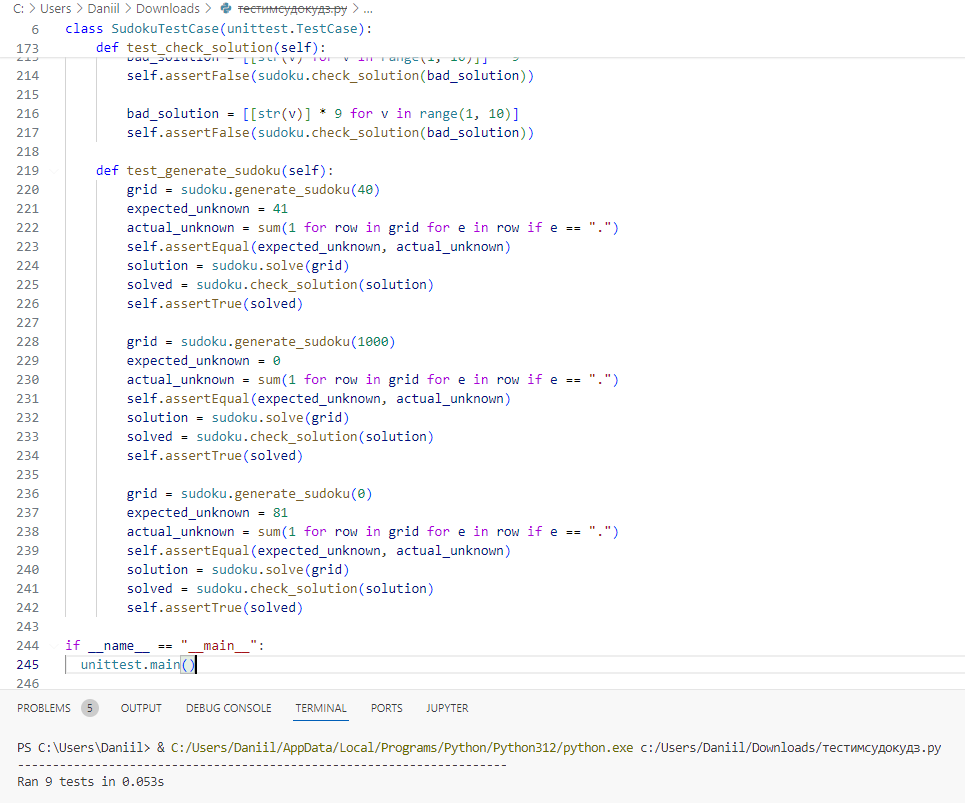 C: > Users > Daniil > Downloads > тестимсудокудз.py > ...
6 class SudokuTestCase(unittest.TestCase):
173 def test_check_solution(self):
213 bad_solution = [[str(v) for v in range(1, 10)]] * 9
214 self.assertFalse(sudoku.check_solution(bad_solution))
215
216 bad_solution = [[str(v)] * 9 for v in range(1, 10)]
217 self.assertFalse(sudoku.check_solution(bad_solution))
218
219 def test_generate_sudoku(self):
220 grid = sudoku.generate_sudoku(40)
221 expected_unknown = 41
222 actual_unknown = sum(1 for row in grid for e in row if e == ".")
223 self.assertEqual(expected_unknown, actual_unknown)
224 solution = sudoku.solve(grid)
225 solved = sudoku.check_solution(solution)
226 self.assertTrue(solved)
227
228 grid = sudoku.generate_sudoku(1000)
229 expected_unknown = 0
230 actual_unknown = sum(1 for row in grid for e in row if e == ".")
231 self.assertEqual(expected_unknown, actual_unknown)
232 solution = sudoku.solve(grid)
233 solved = sudoku.check_solution(solution)
234 self.assertTrue(solved)
235
236 grid = sudoku.generate_sudoku(0)
237 expected_unknown = 81
238 actual_unknown = sum(1 for row in grid for e in row if e == ".")
239 self.assertEqual(expected_unknown, actual_unknown)
240 solution = sudoku.solve(grid)
241 solved = sudoku.check_solution(solution)
242 self.assertTrue(solved)
243
244 if __name__ == "__main__":
245 unittest.main()
246
PROBLEMS 5 OUTPUT DEBUG CONSOLE TERMINAL PORTS JUPYTER
PS C:\Users\Daniil> & C:/Users/Daniil/AppData/Local/Programs/Python/Python312/python.exe c:/Users/Daniil/Downloads/тестимсудокудз.py
----------------------------------------------------------------------
Ran 9 tests in 0.053s